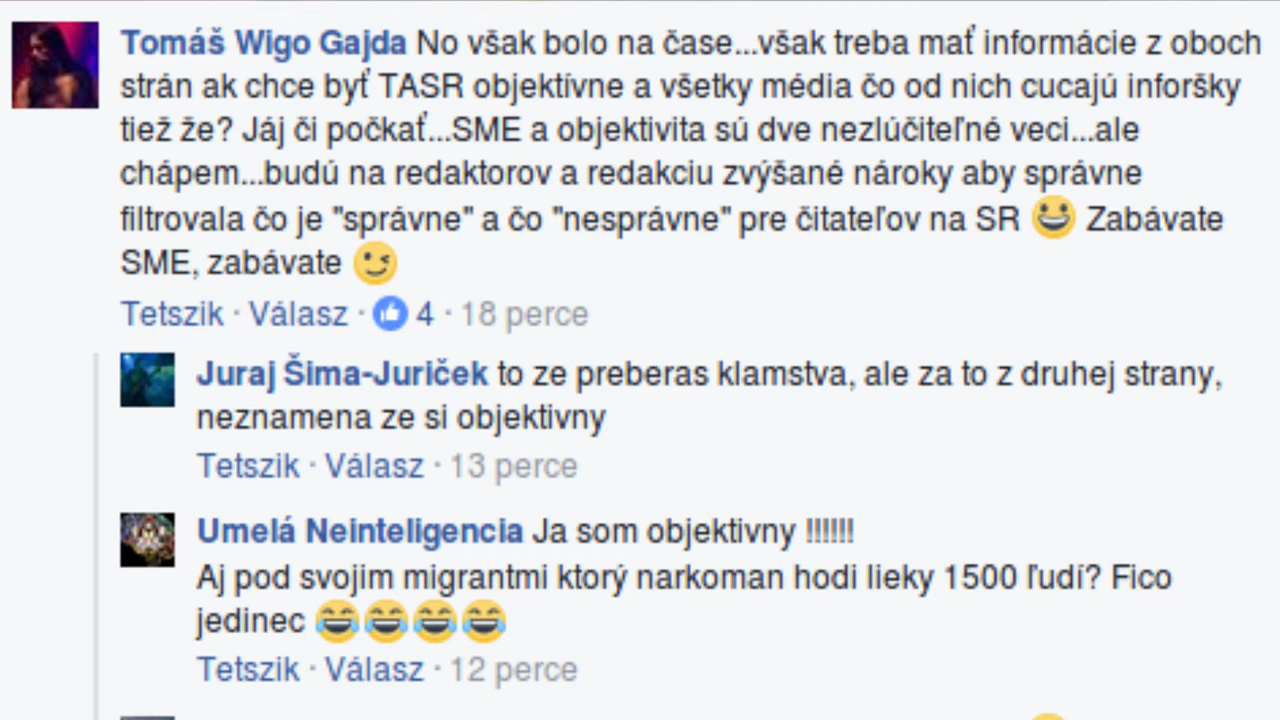 Tomáš Wigo Gajda No však bolo na čase...však treba mať informácie z oboch
strán ak chce byť TASR objektívne a všetky média čo od nich cucajú inforšky
tiež že? Jáj či počkať...SME a objektivita sú dve nezlúčiteľné veci...ale
chápem...budú na redaktorov a redakciu zvýšané nároky aby správne
filtrovala čo je "správne" a čo "nesprávne" pre čitateľov na SR 😀 Zabávate
SME, zabávate 😉
Tetszik · Válasz · 4 · 18 perce
Juraj Šima-Juriček to ze preberas klamstva, ale za to z druhej strany,
neznamena ze si objektivny
Tetszik · Válasz · 13 perce
Umelá Neinteligencia Ja som objektivny !!!!!!
Aj pod svojim migrantmi ktorý narkoman hodi lieky 1500 ľudí? Fico
jedinec 😂😂😂😂
Tetszik · Válasz · 12 perce